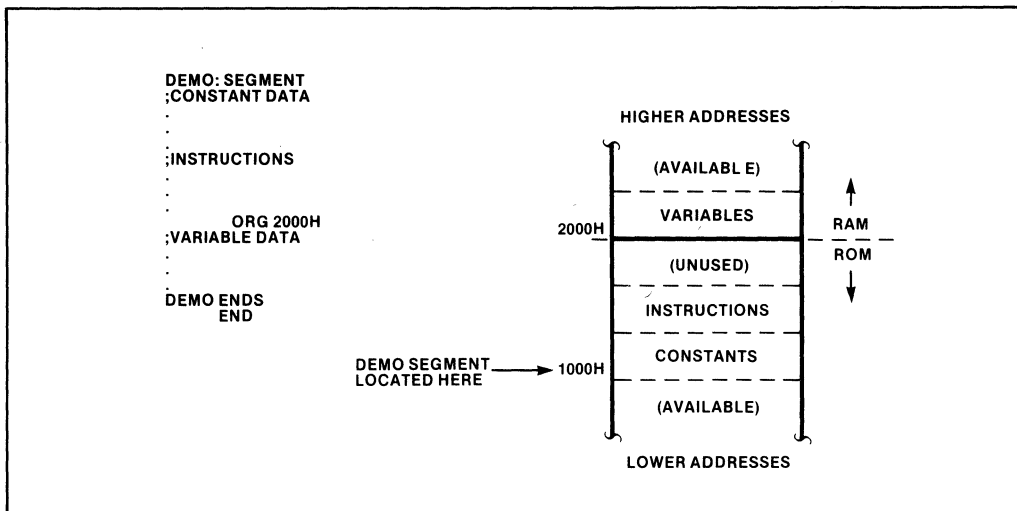 DEMO: SEGMENT
;CONSTANT DATA
.
.
.
;INSTRUCTIONS
.
.
.
ORG 2000H
;VARIABLE DATA
.
.
.
DEMO ENDS
END
HIGHER ADDRESSES
(AVAILABL E)
VARIABLES
2000H
RAM
ROM
(UNUSED)
INSTRUCTIONS
CONSTANTS
DEMO SEGMENT
LOCATED HERE
1000H
(AVAILABLE)
LOWER ADDRESSES